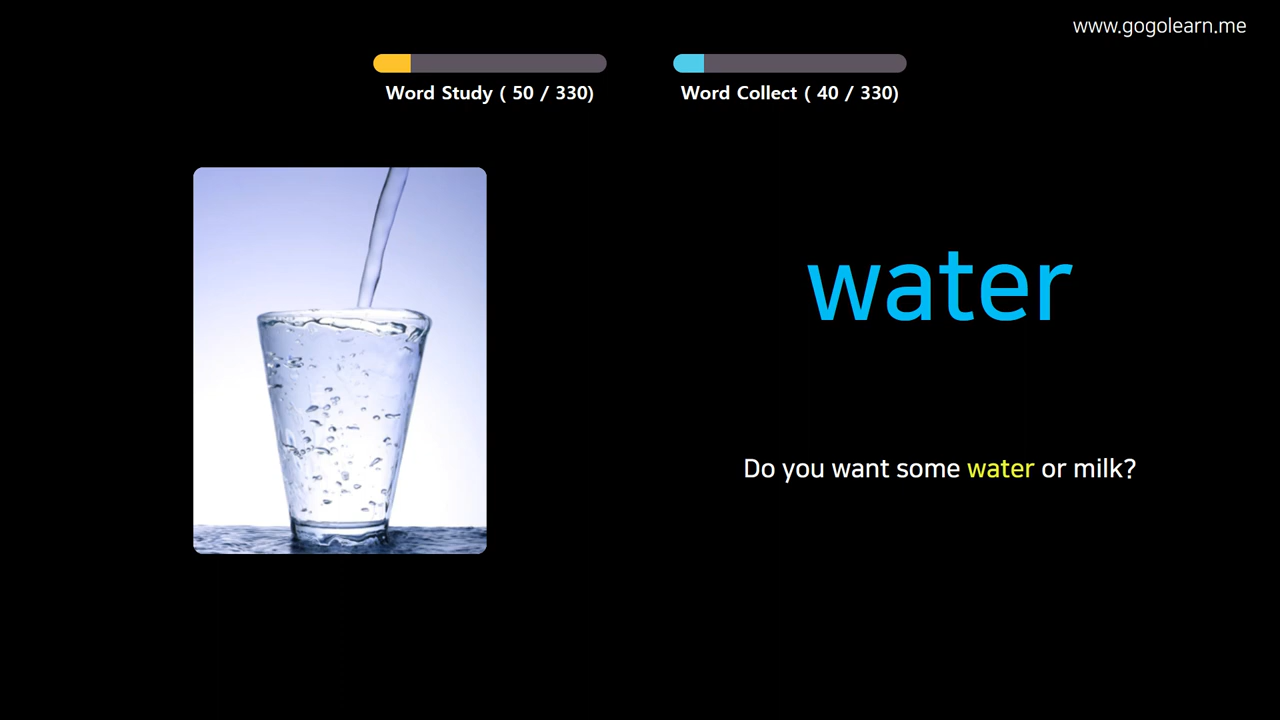 www.gogolearn.me
Word Study ( 50 / 330)
Word Collect ( 40 / 330)
water
Do you want some water or milk?